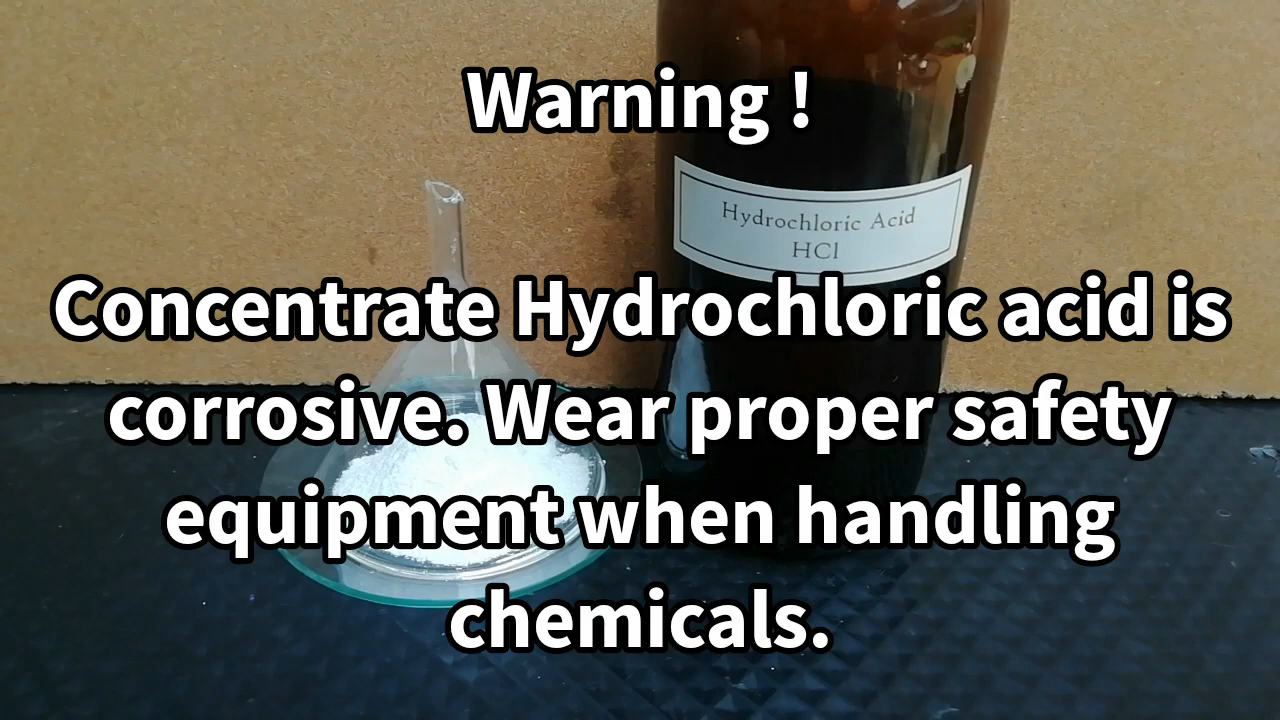 Warning !
Hydrochloric Acid
HCl
Concentrate Hydrochloric acid is
corrosive. Wear proper safety
equipment when handling
chemicals.